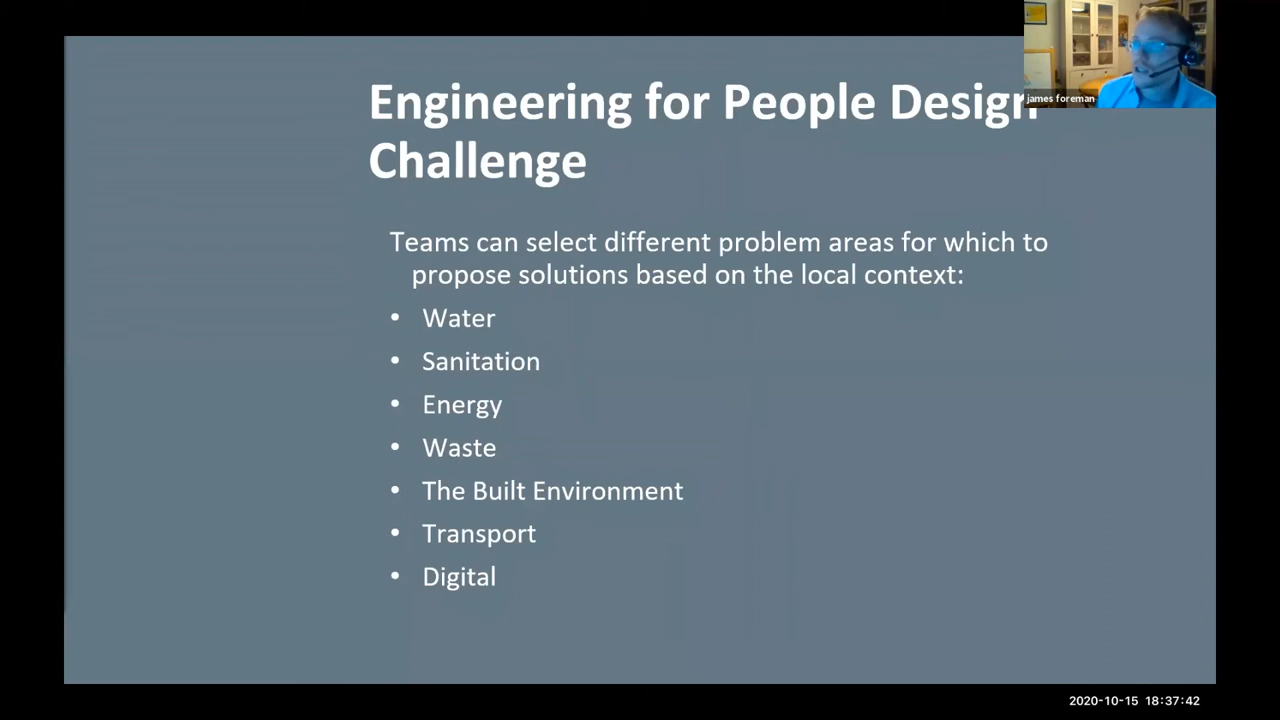 Engineering for People Design
Challenge
james foreman
Teams can select different problem areas for which to
propose solutions based on the local context:
• Water
• Sanitation
• Energy
• Waste
• The Built Environment
• Transport
• Digital
2020-10-15 18:37:42